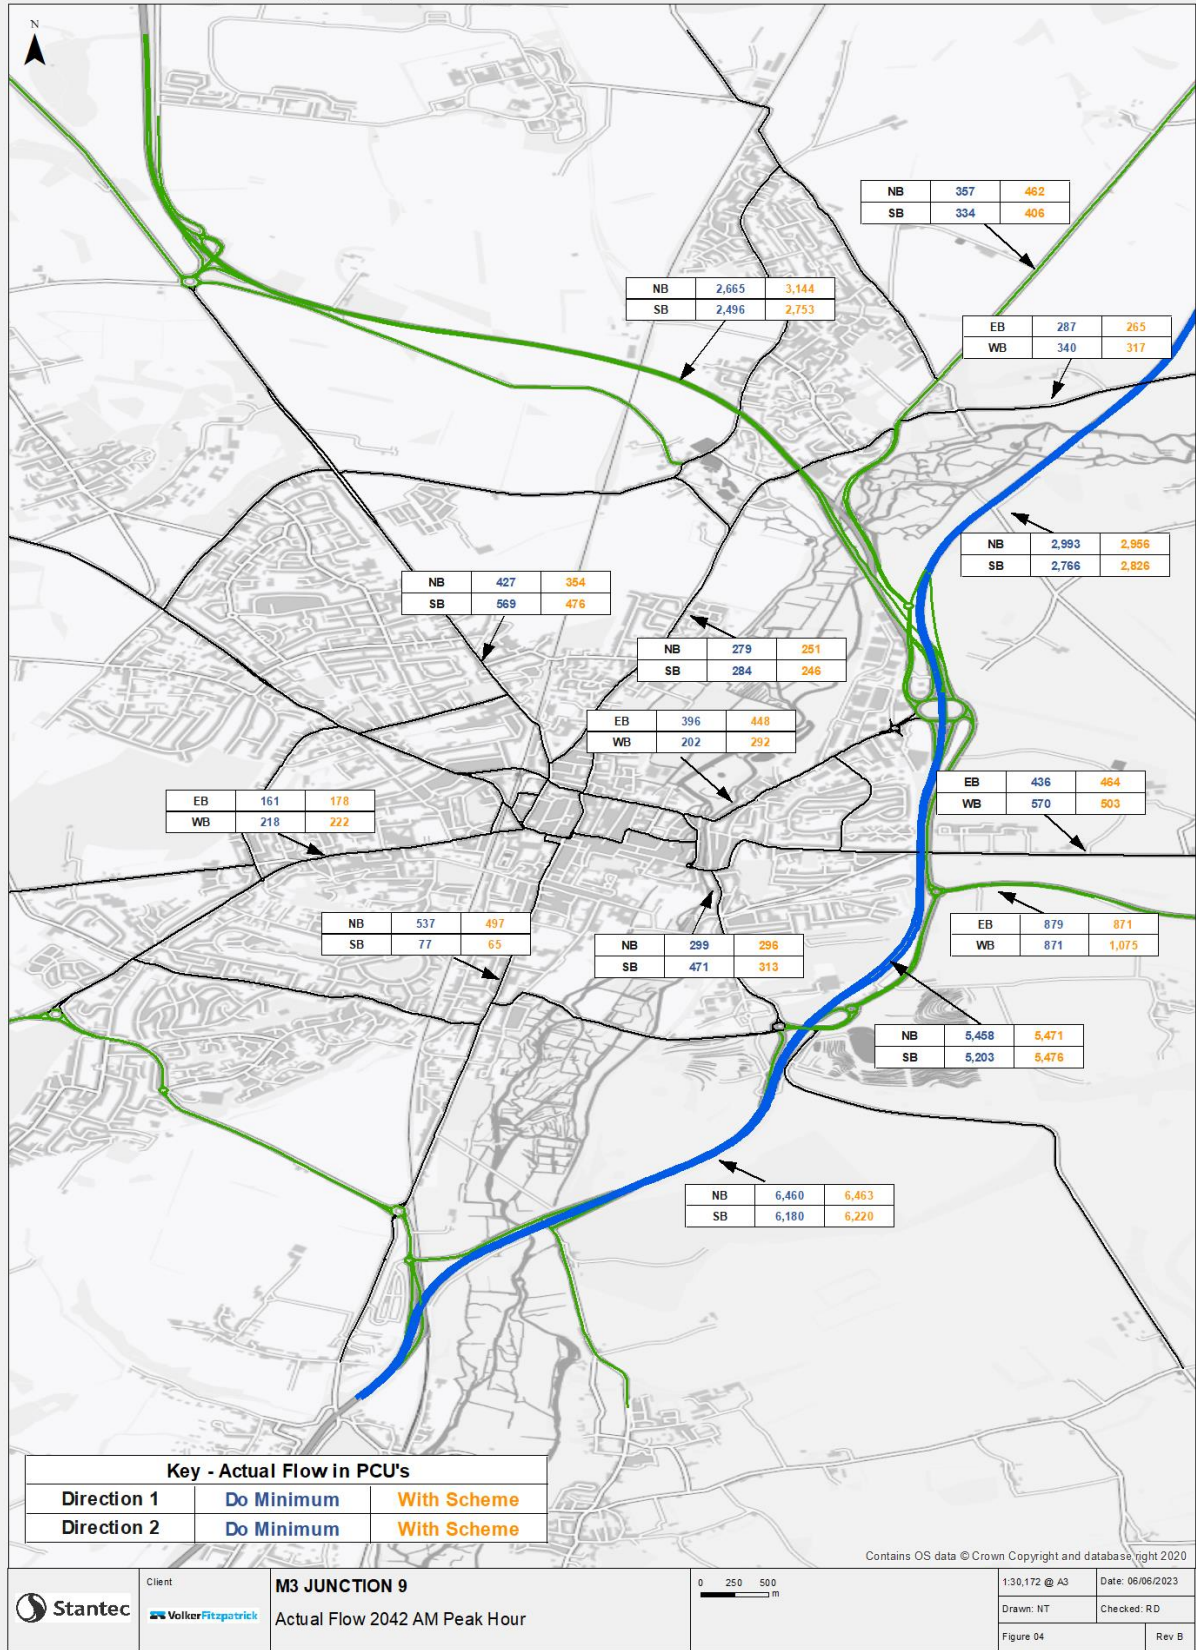 N
NB 357 462
SB 334 406
NB 2,665 3,144
SB 2,496 2,753
EB 287 265
WB 340 317
NB 2,993 2,956
SB 2,766 2,826
NB 427 354
SB 569 476
NB 279 251
SB 284 246
EB 396 448
WB 202 292
EB 436 464
WB 570 503
EB 161 178
WB 218 222
NB 537 497
SB 77 65
NB 299 296
SB 471 313
EB 879 871
WB 871 1,075
NB 5,458 5,471
SB 5,203 5,476
NB 6,460 6,463
SB 6,180 6,220
Key - Actual Flow in PCU's
Direction 1 Do Minimum With Scheme
Direction 2 Do Minimum With Scheme
Contains OS data © Crown Copyright and database right 2020
Stantec
Client
VolkerFitzpatrick
M3 JUNCTION 9
Actual Flow 2042 AM Peak Hour
0 250 500
m
1:30,172 @ A3 Date: 06/06/2023
Drawn: NT Checked: RD
Figure 04 Rev B